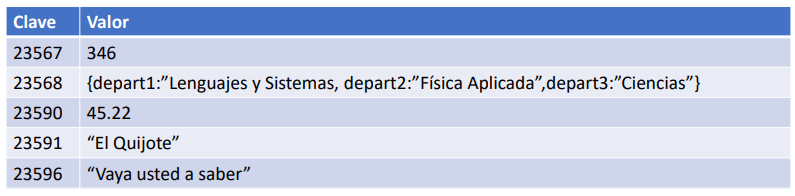 Clave Valor
23567 346
23568 {depart1:”Lenguajes y Sistemas, depart2:”Física Aplicada”,depart3:”Ciencias”}
23590 45.22
23591 “El Quijote”
23596 “Vaya usted a saber”